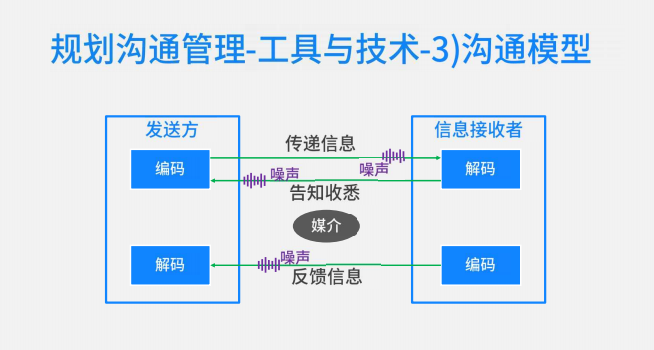 规划沟通管理-工具与技术-3)沟通模型
发送方
信息接收者
传递信息
编码
噪声
噪声
解码
告知收悉
媒介
解码
噪声
编码
反馈信息